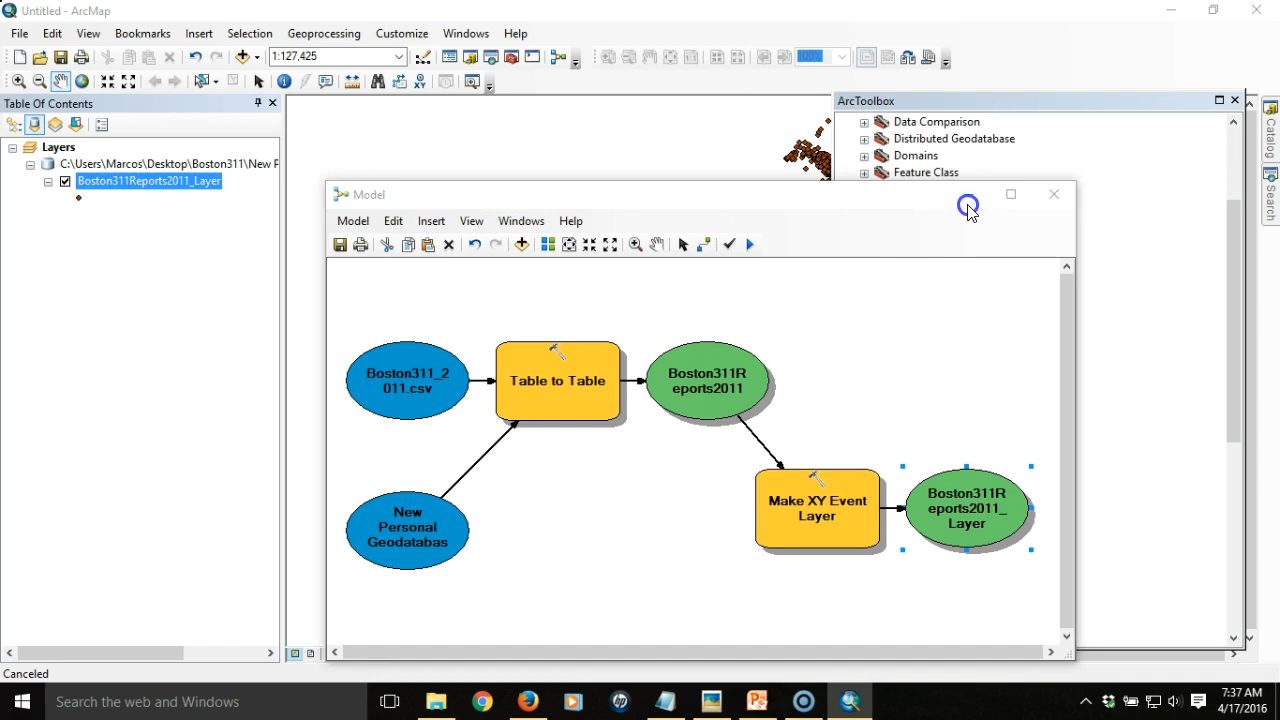 Untitled - ArcMap
File Edit View Bookmarks Insert Selection Geoprocessing Customize Windows Help
1:127,425
100%
Table Of Contents
ArcToolbox
Layers
C:\Users\Marcos\Desktop\Boston311\New P
Boston311Reports2011_Layer
Data Comparison
Distributed Geodatabase
Domains
Feature Class
Catalog
Search
Model
Model Edit Insert View Windows Help
Boston311_2
011.csv
Table to Table
Boston311R
eports2011
New
Personal
Geodatabas
Make XY Event
Layer
Boston311R
eports2011_
Layer
Canceled
Search the web and Windows
7:37 AM
4/17/2016